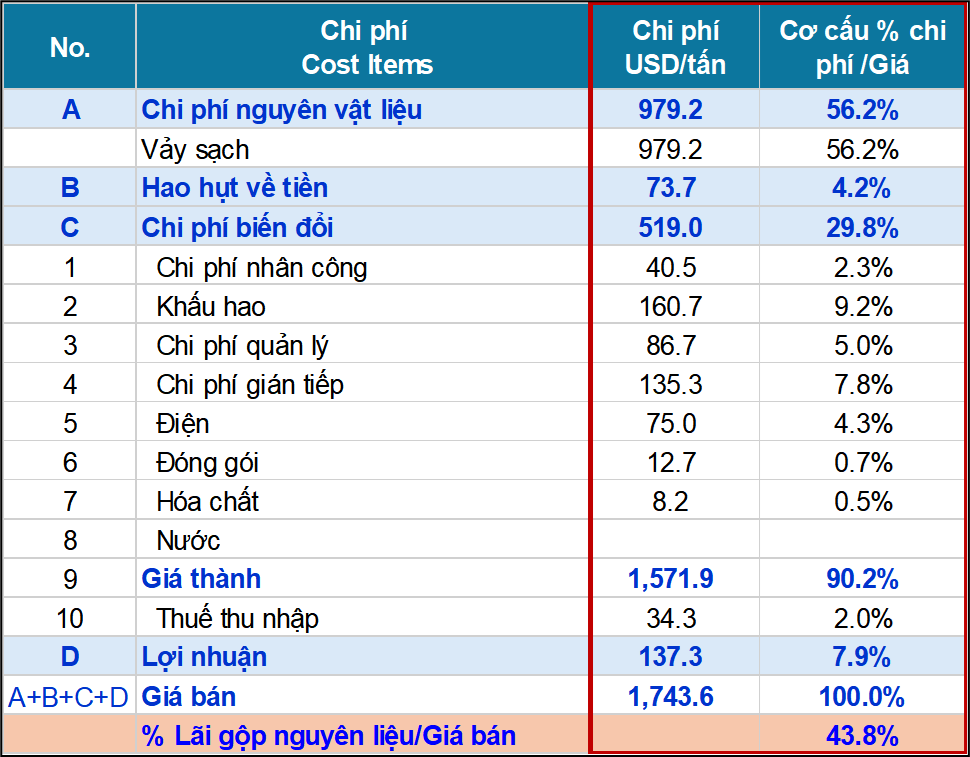 No.
Chi phí
Cost Items
Chi phí
USD/tấn
Cơ cấu % chi
phí /Giá
A Chi phí nguyên vật liệu 979.2 56.2%
Vảy sạch 979.2 56.2%
B Hao hụt về tiền 73.7 4.2%
C Chi phí biến đổi 519.0 29.8%
1 Chi phí nhân công 40.5 2.3%
2 Khấu hao 160.7 9.2%
3 Chi phí quản lý 86.7 5.0%
4 Chi phí gián tiếp 135.3 7.8%
5 Điện 75.0 4.3%
6 Đóng gói 12.7 0.7%
7 Hóa chất 8.2 0.5%
8 Nước
9 Giá thành 1,571.9 90.2%
10 Thuế thu nhập 34.3 2.0%
D Lợi nhuận 137.3 7.9%
A+B+C+D Giá bán 1,743.6 100.0%
% Lãi gộp nguyên liệu/Giá bán 43.8%